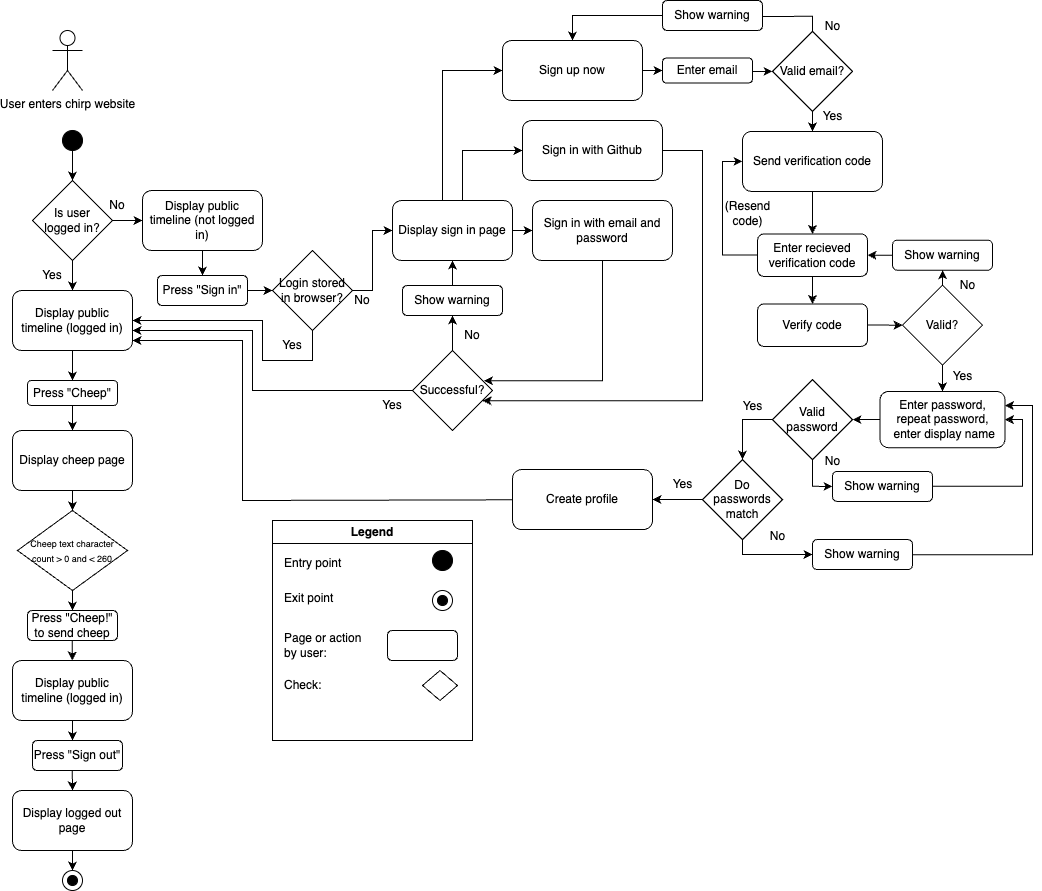 Show warning
No
Sign up now
Enter email
Valid email?
User enters chirp website
Yes
Sign in with Github
Send verification code
Is user
logged in?
No
Display public
timeline (not logged
in)
(Resend
code)
Display sign in page
Sign in with email and
password
Enter recieved
verification code
Show warning
Yes
Press "Sign in"
Login stored
in browser?
No
Show warning
No
Display public
timeline (logged in)
Yes
No
Verify code
Valid?
Yes
Press "Cheep"
Successful?
Yes
Yes
Valid
password
Enter password,
repeat password,
enter display name
Display cheep page
No
Show warning
Create profile
Yes
Do
passwords
match
No
Show warning
Cheep text character
count > 0 and < 260
Legend
Entry point
Exit point
Page or action
by user:
Check:
Press "Cheep!"
to send cheep
Display public
timeline (logged in)
Press "Sign out"
Display logged out
page